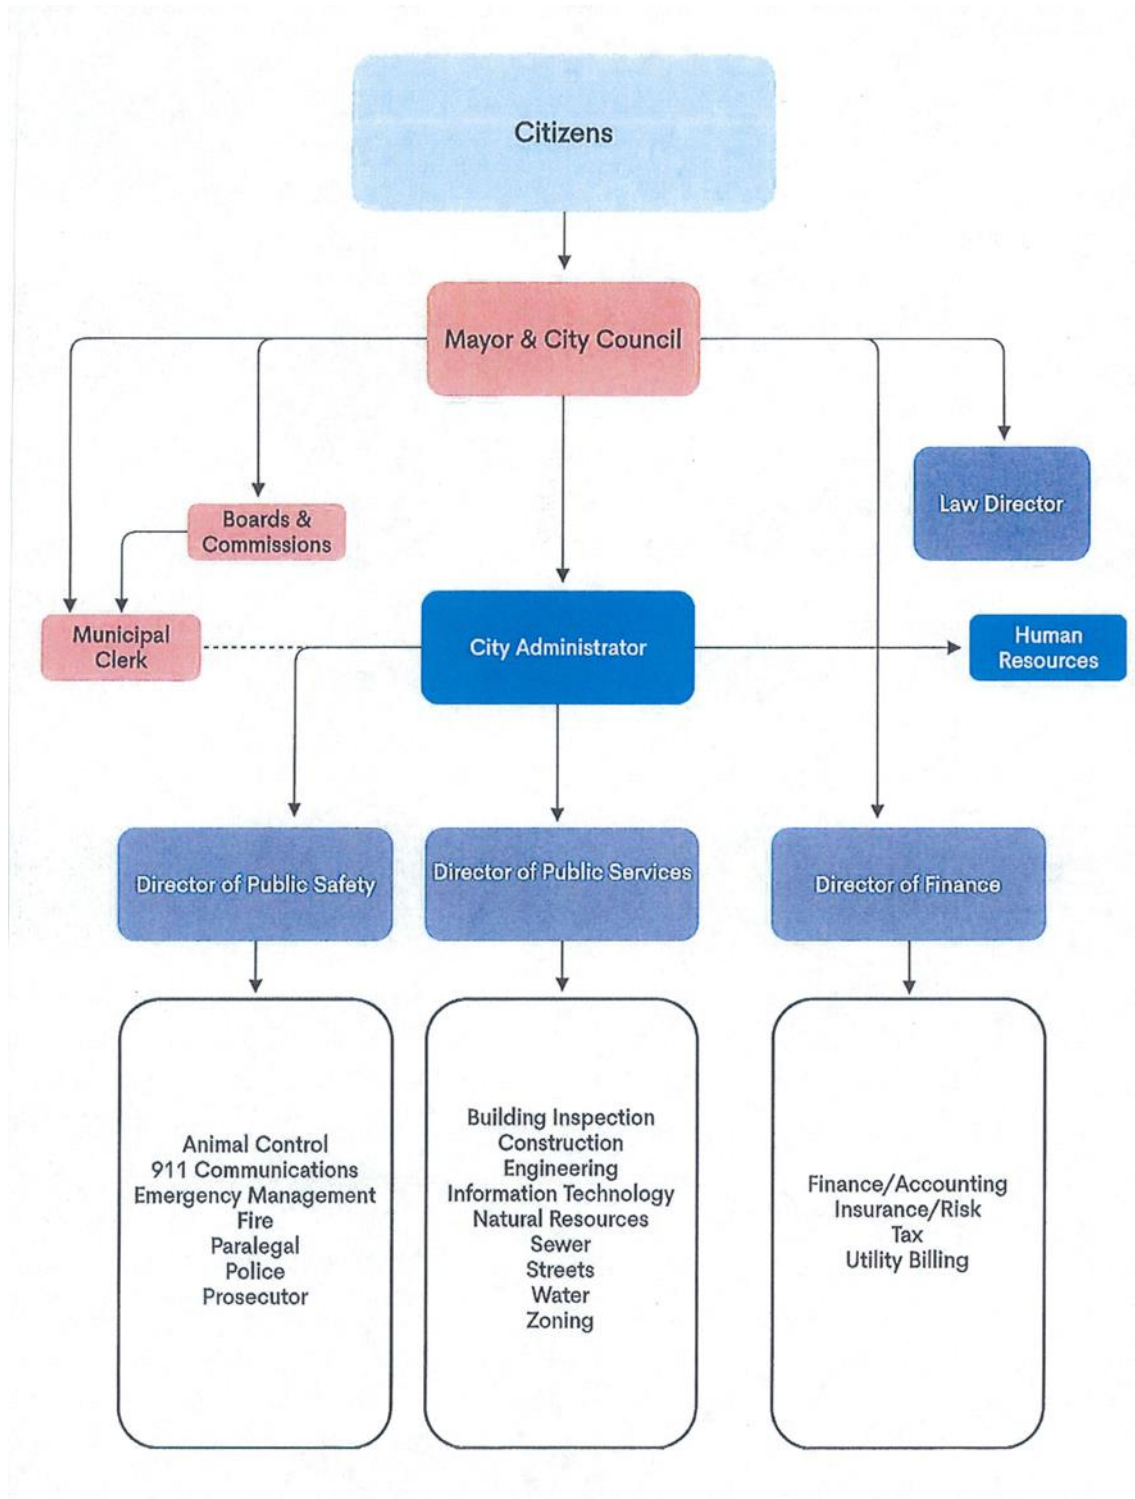 Citizens
Mayor & City Council
Law Director
Boards &
Commissions
Municipal
Clerk
City Administrator
Human
Resources
Director of Public Safety
Director of Public Services
Director of Finance
Animal Control
911 Communications
Emergency Management
Fire
Paralegal
Police
Prosecutor
Building Inspection
Construction
Engineering
Information Technology
Natural Resources
Sewer
Streets
Water
Zoning
Finance/Accounting
Insurance/Risk
Tax
Utility Billing